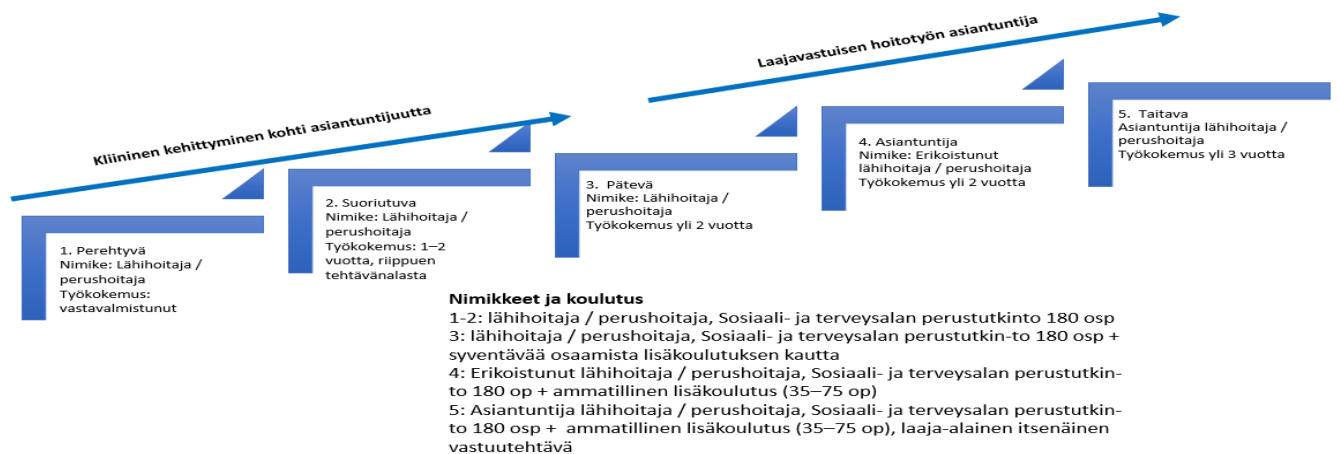 Kliininen kehittyminen kohti asiantuntijuutta
Laajavastuisen hoitotyön asiantuntija
1. Perehtyvä
Nimike: Lähihoitaja /
perushoitaja
Työkokemus:
vastavalmistunut
2. Suoriutuva
Nimike: Lähihoitaja /
perushoitaja
Työkokemus: 1–2
vuotta, riippuen
tehtävänalasta
3. Pätevä
Nimike: Lähihoitaja /
perushoitaja
Työkokemus yli 2 vuotta
4. Asiantuntija
Nimike: Erikoistunut
lähihoitaja / perushoitaja
Työkokemus yli 2 vuotta
5. Taitava
Asiantuntija lähihoitaja /
perushoitaja
Työkokemus yli 3 vuotta
Nimikkeet ja koulutus
1-2: lähihoitaja / perushoitaja, Sosiaali- ja terveysalan perustutkinto 180 osp
3: lähihoitaja / perushoitaja, Sosiaali- ja terveysalan perustutkin-to 180 osp +
syventävää osaamista lisäkoulutuksen kautta
4: Erikoistunut lähihoitaja / perushoitaja, Sosiaali- ja terveysalan perustutkin-
to 180 op + ammatillinen lisäkoulutus (35–75 op)
5: Asiantuntija lähihoitaja / perushoitaja, Sosiaali- ja terveysalan perustutkin-
to 180 osp + ammatillinen lisäkoulutus (35–75 op), laaja-alainen itsenäinen
vastuutehtävä